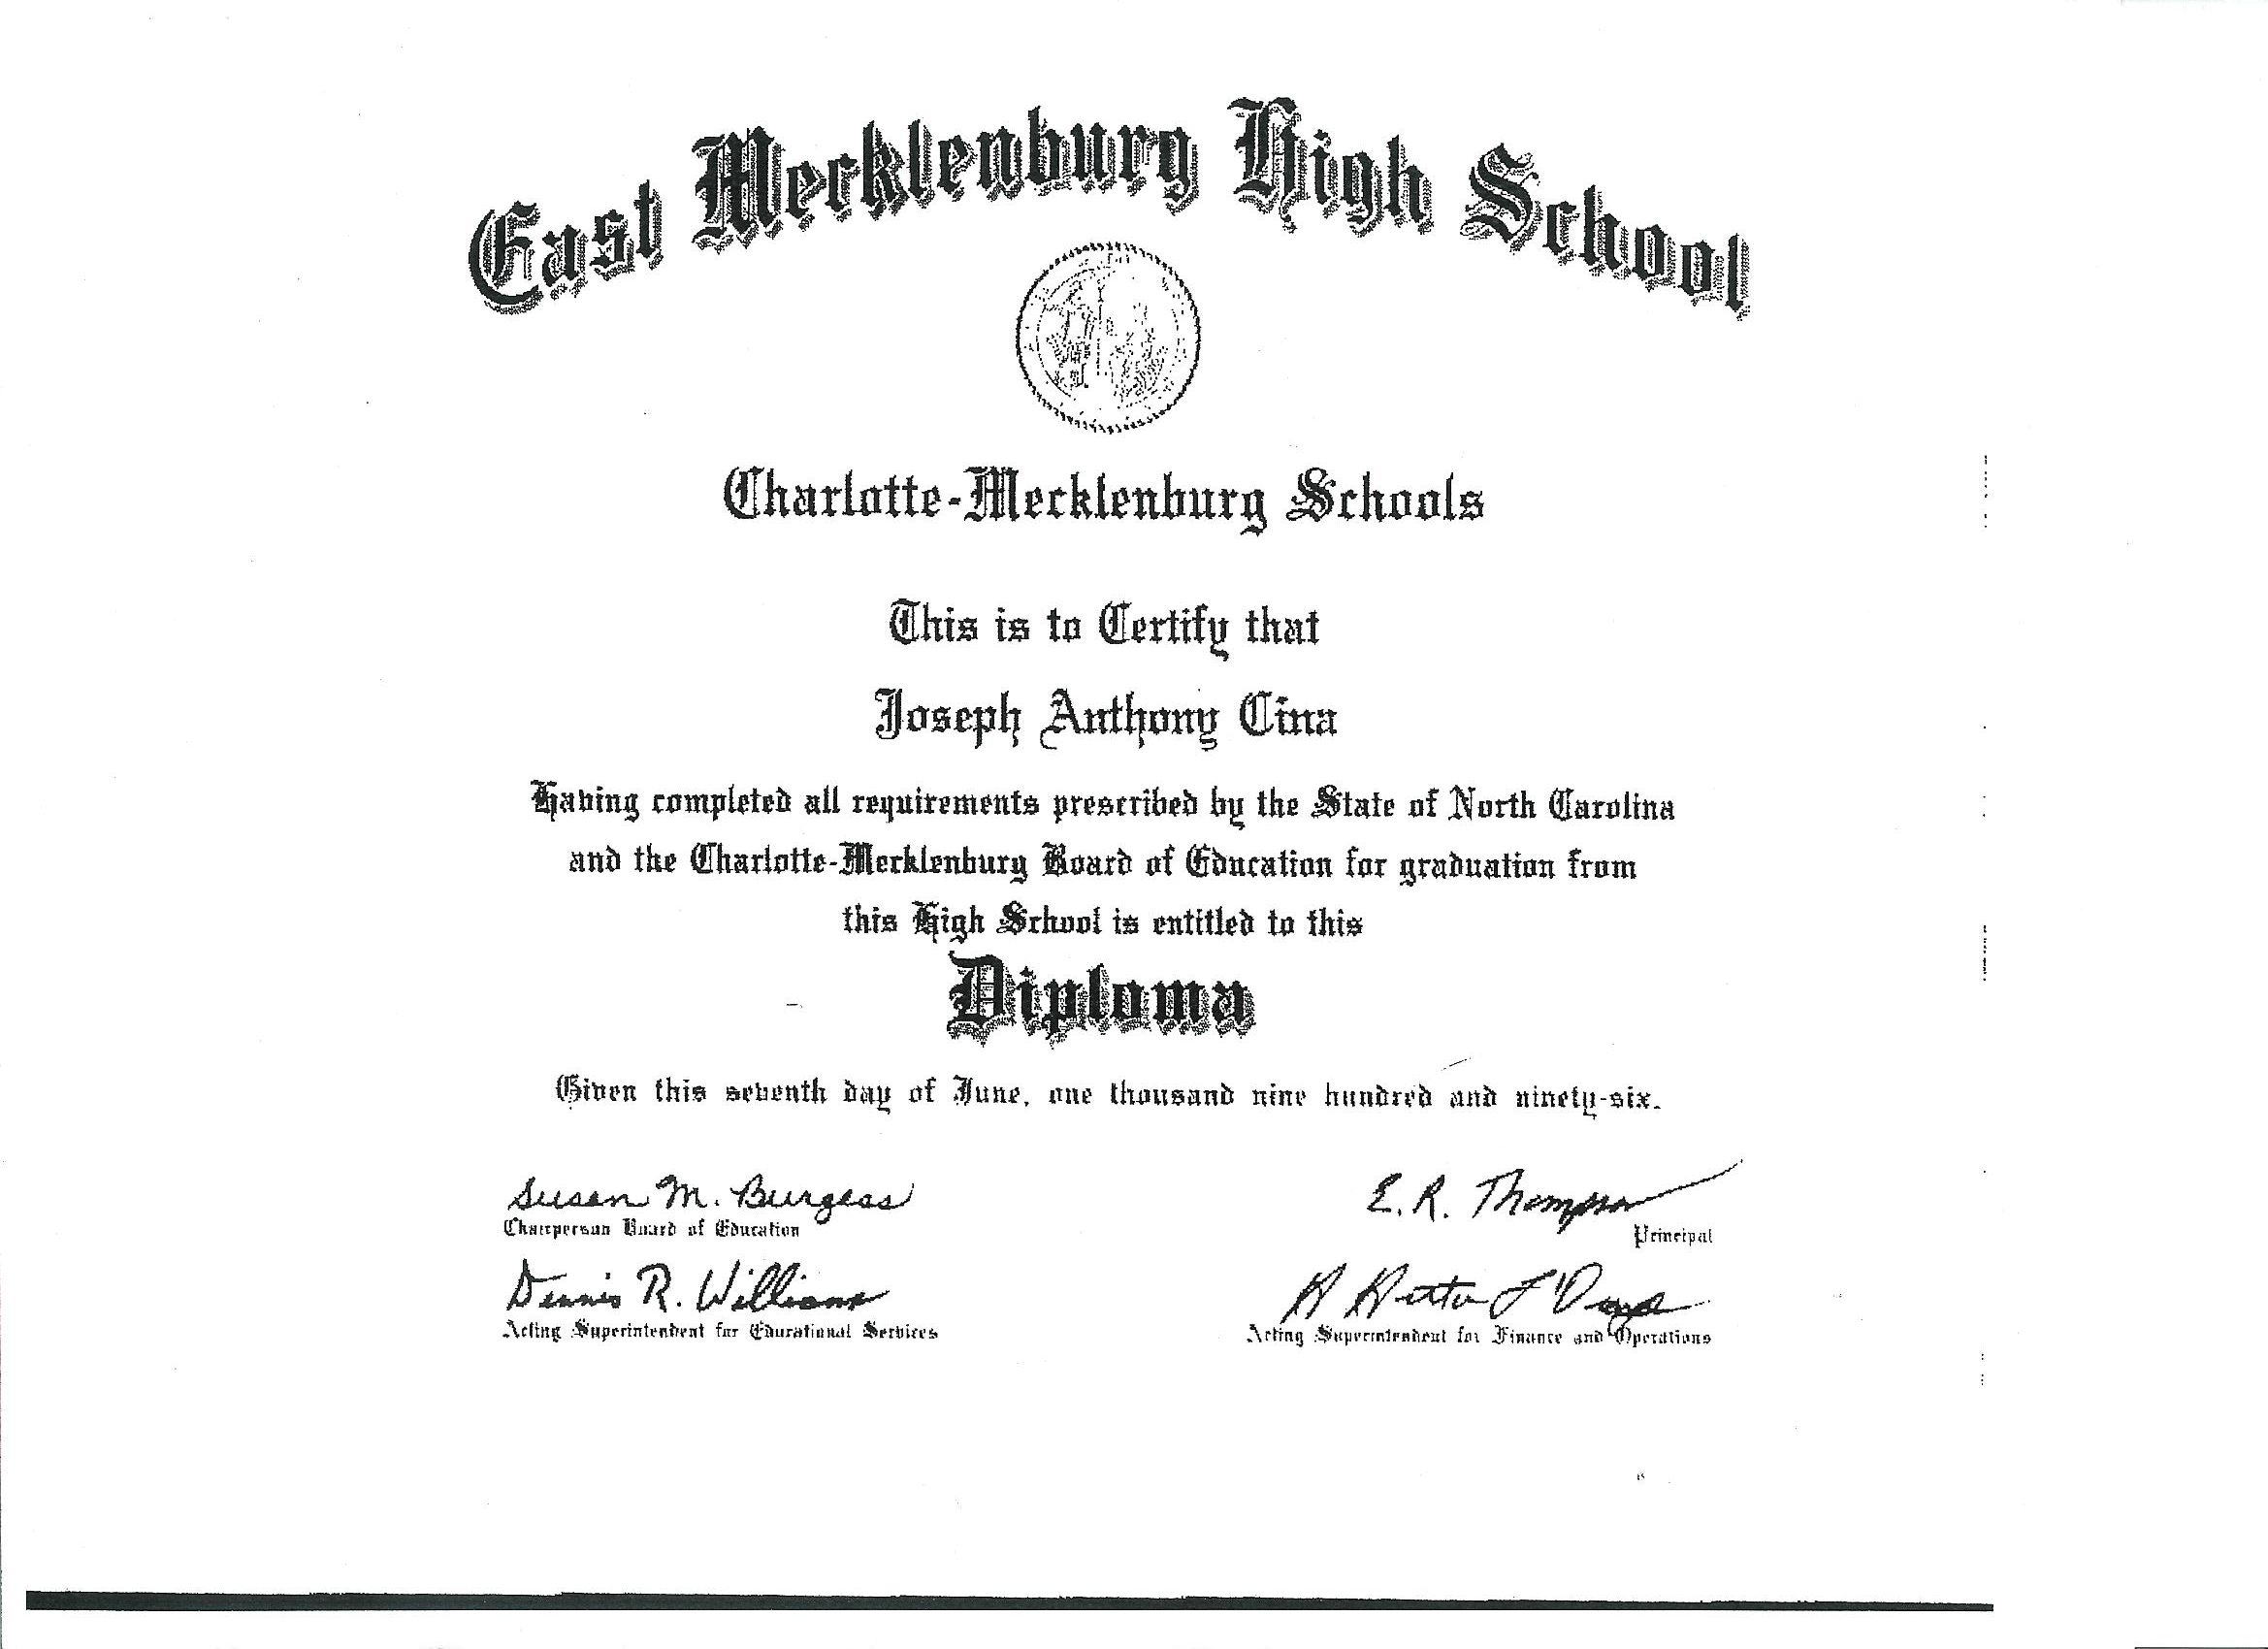 East Mecklenburg High School
Charlotte-Mecklenburg Schools
This is to Certify that
Joseph Anthony Cina
Having completed all requirements prescribed by the State of North Carolina
and the Charlotte-Mecklenburg Board of Education for graduation from
this High School is entitled to this
Diploma
Given this seventh day of June, one thousand nine hundred and ninety-six.
Susan M. Burgess
Chairperson Board of Education
E. R. Thompson
Principal
Dennis R. Williams
Acting Superintendent for Educational Services
Acting Superintendent for Finance and Operations